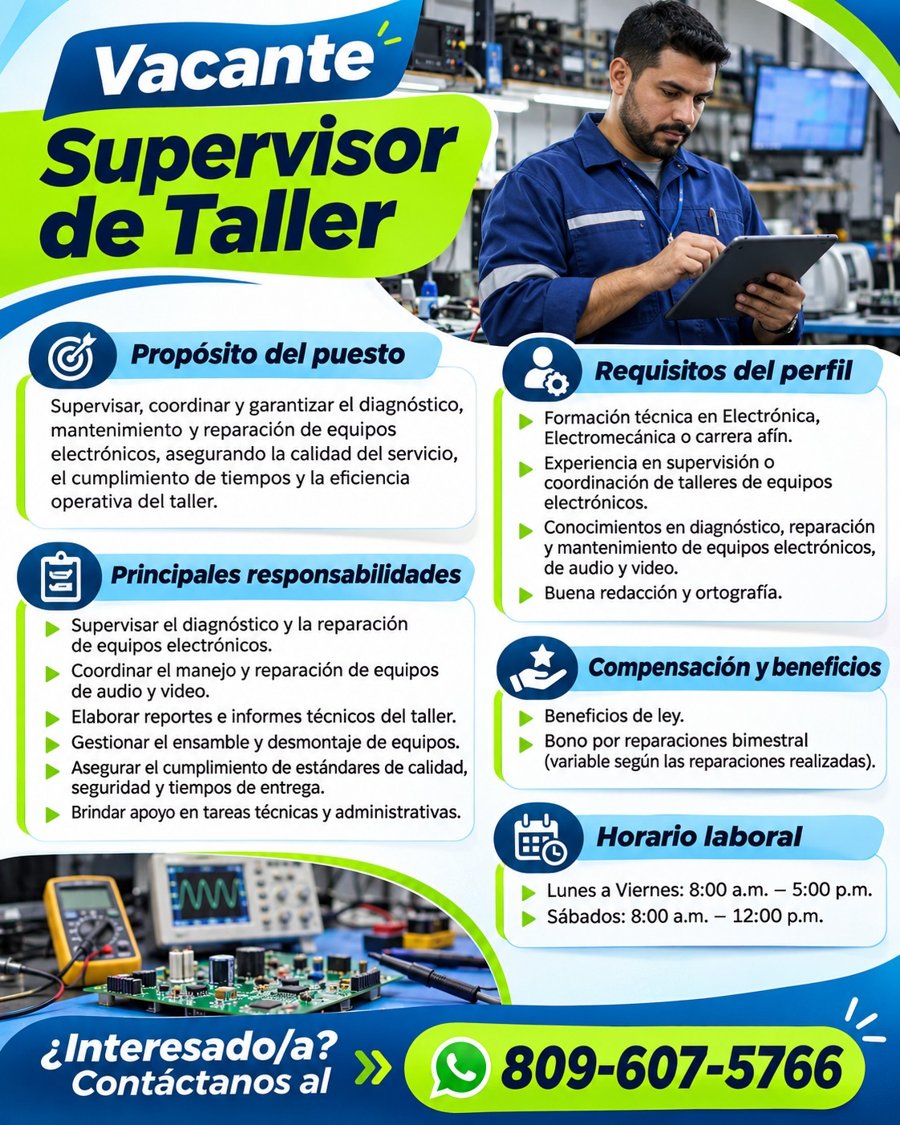 Vacante
Supervisor
de Taller
Propósito del puesto
Supervisar, coordinar y garantizar el diagnóstico,
mantenimiento y reparación de equipos
electrónicos, asegurando la calidad del servicio,
el cumplimiento de tiempos y la eficiencia
operativa del taller.
Principales responsabilidades
Supervisar el diagnóstico y la reparación
de equipos electrónicos.
Coordinar el manejo y reparación de equipos
de audio y video.
Elaborar reportes e informes técnicos del taller.
Gestionar el ensamble y desmontaje de equipos.
Asegurar el cumplimiento de estándares de calidad,
seguridad y tiempos de entrega.
Brindar apoyo en tareas técnicas y administrativas.
Requisitos del perfil
Formación técnica en Electrónica,
Electromecánica o carrera afín.
Experiencia en supervisión o
coordinación de talleres de equipos
electrónicos.
Conocimientos en diagnóstico, reparación
y mantenimiento de equipos electrónicos,
de audio y video.
Buena redacción y ortografía.
Compensación y beneficios
Beneficios de ley.
Bono por reparaciones bimestral
(variable según las reparaciones realizadas).
Horario laboral
Lunes a Viernes: 8:00 a.m. – 5:00 p.m.
Sábados: 8:00 a.m. – 12:00 p.m.
¿Interesado/a?
Contáctanos al
809-607-5766